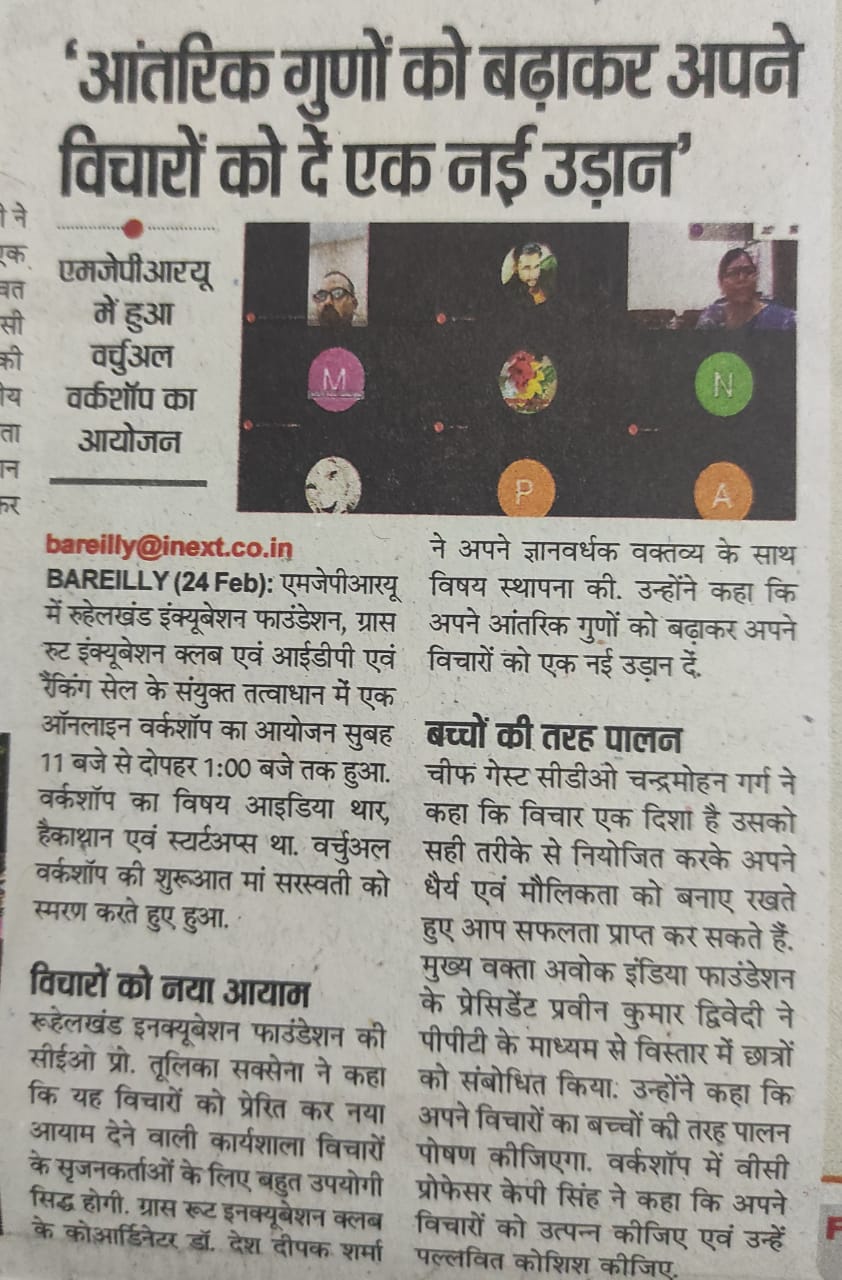 ‘आंतरिक गुणों को बढ़ाकर अपने
विचारों को दें एक नई उड़ान’
एमजेपीआरयू
में हुआ
वर्चुअल
वर्कशॉप का
आयोजन
M
N
P
A
bareilly@inext.co.in
BAREILLY (24 Feb): एमजेपीआरयू
में रुहेलखंड इंक्यूबेशन फाउंडेशन, ग्रास
रुट इंक्यूबेशन क्लब एवं आईडीपी एवं
रैंकिंग सेल के संयुक्त तत्वाधान में एक
ऑनलाइन वर्कशॉप का आयोजन सुबह
11 बजे से दोपहर 1:00 बजे तक हुआ.
वर्कशॉप का विषय आइडिया थार,
हैकाथान एवं स्टार्टअप्स था. वर्चुअल
वर्कशॉप की शुरूआत मां सरस्वती को
स्मरण करते हुए हुआ.
विचारों को नया आयाम
रूहेलखंड इनक्यूबेशन फाउंडेशन की
सीईओ प्रो. तूलिका सक्सेना ने कहा
कि यह विचारों को प्रेरित कर नया
आयाम देने वाली कार्यशाला विचारों
के सृजनकर्ताओं के लिए बहुत उपयोगी
सिद्ध होगी. ग्रास रूट इनक्यूबेशन क्लब
के कोआर्डिनेटर डॉ. देश दीपक शर्मा
ने अपने ज्ञानवर्धक वक्तव्य के साथ
विषय स्थापना की. उन्होंने कहा कि
अपने आंतरिक गुणों को बढ़ाकर अपने
विचारों को एक नई उड़ान दें.
बच्चों की तरह पालन
चीफ गेस्ट सीडीओ चन्द्रमोहन गर्ग ने
कहा कि विचार एक दिशा है उसको
सही तरीके से नियोजित करके अपने
धैर्य एवं मौलिकता को बनाए रखते
हुए आप सफलता प्राप्त कर सकते हैं.
मुख्य वक्ता अवोक इंडिया फाउंडेशन
के प्रेसिडेंट प्रवीन कुमार द्विवेदी ने
पीपीटी के माध्यम से विस्तार में छात्रों
को संबोधित किया. उन्होंने कहा कि
अपने विचारों का बच्चों की तरह पालन
पोषण कीजिएगा. वर्कशॉप में वीसी
प्रोफेसर केपी सिंह ने कहा कि अपने
विचारों को उत्पन्न कीजिए एवं उन्हें
पल्लवित कोशिश कीजिए.